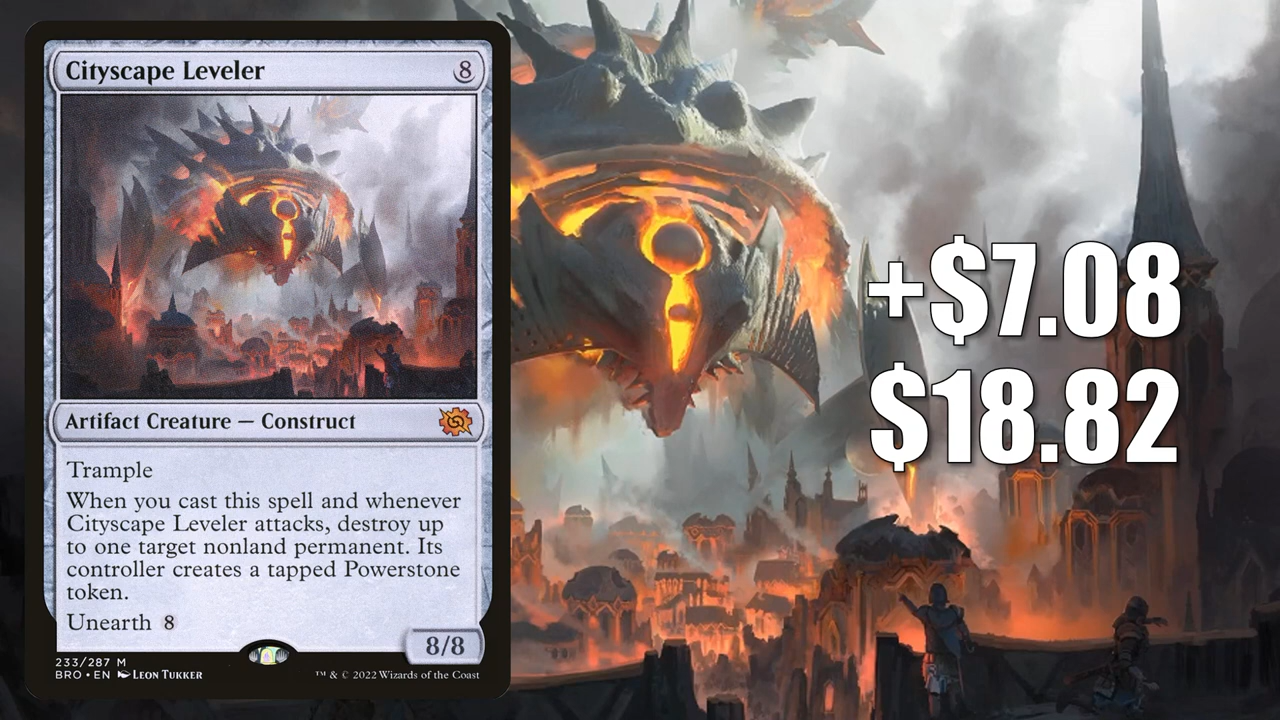 Cityscape Leveler 8
Artifact Creature — Construct
Trample
When you cast this spell and whenever
Cityscape Leveler attacks, destroy up
to one target nonland permanent. Its
controller creates a tapped Powerstone
token.
Unearth 8
8/8
233/287 M
BRO • EN Leon Tukker
™ & © 2022 Wizards of the Coast
+$7.08
$18.82